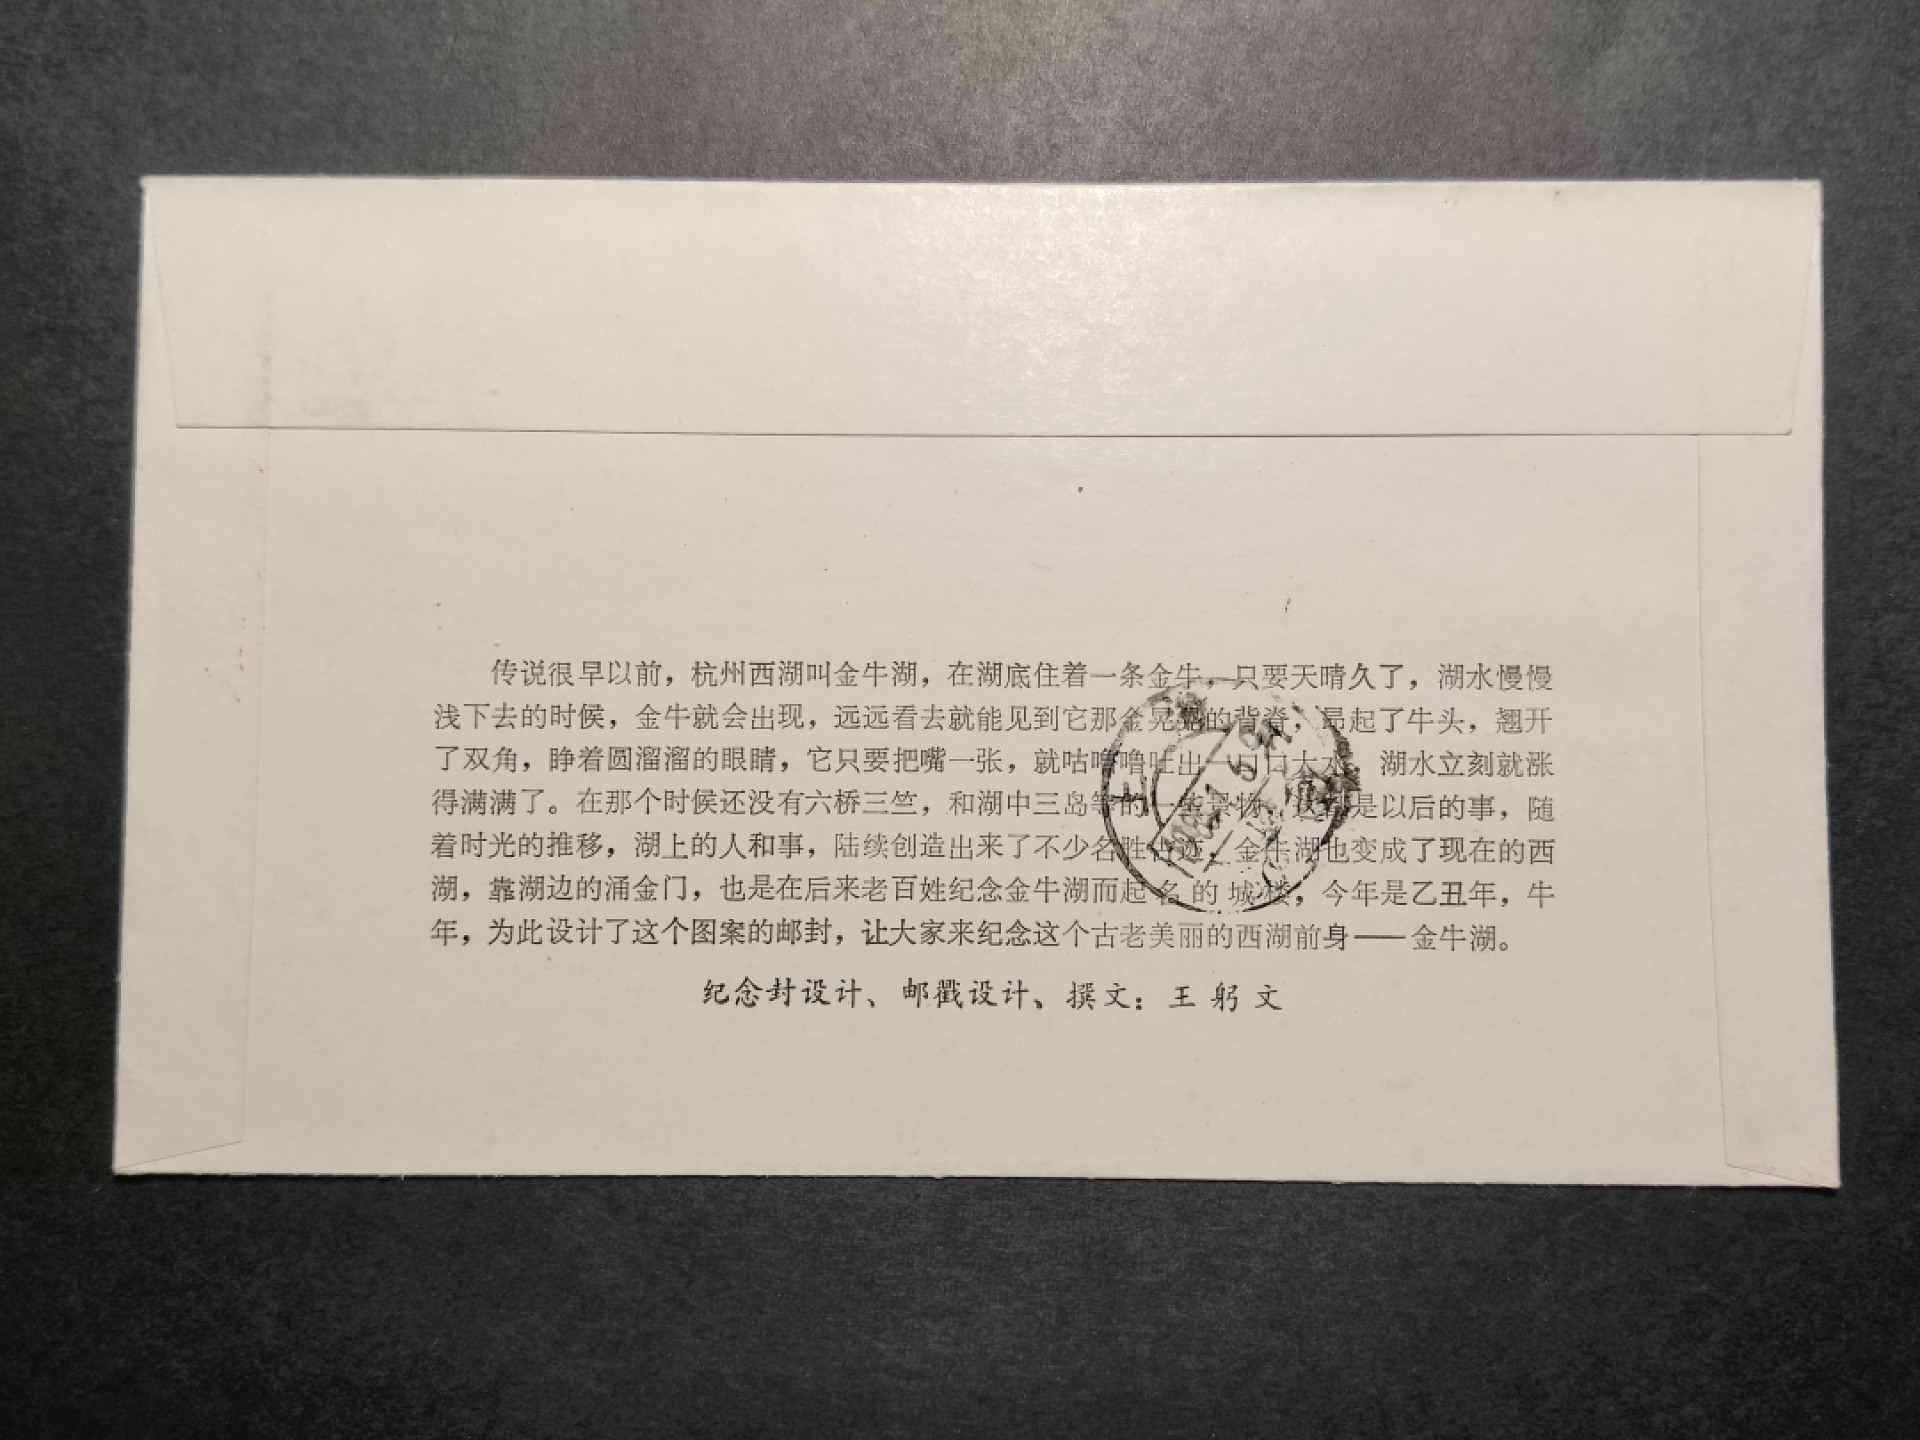 传说很早以前，杭州西湖叫金牛湖，在湖底住着一条金牛，只要天晴久了，湖水慢慢
浅下去的时候，金牛就会出现，远远看去就能见到它那金晃晃的背脊，昂起了牛头，翘开
了双角，睁着圆溜溜的眼睛，它只要把嘴一张，就咕噜噜吐出一口口大水，湖水立刻就涨
得满满了。在那个时候还没有六桥三竺，和湖中三岛等的一些景物，这都是以后的事，随
着时光的推移，湖上的人和事，陆续创造出来了不少名胜古迹，金牛湖也变成了现在的西
湖，靠湖边的涌金门，也是在后来老百姓纪念金牛湖而起名的城楼，今年是乙丑年，牛
年，为此设计了这个图案的邮封，让大家来纪念这个古老美丽的西湖前身——金牛湖。
纪念封设计、邮戳设计、撰文：王躬文
上